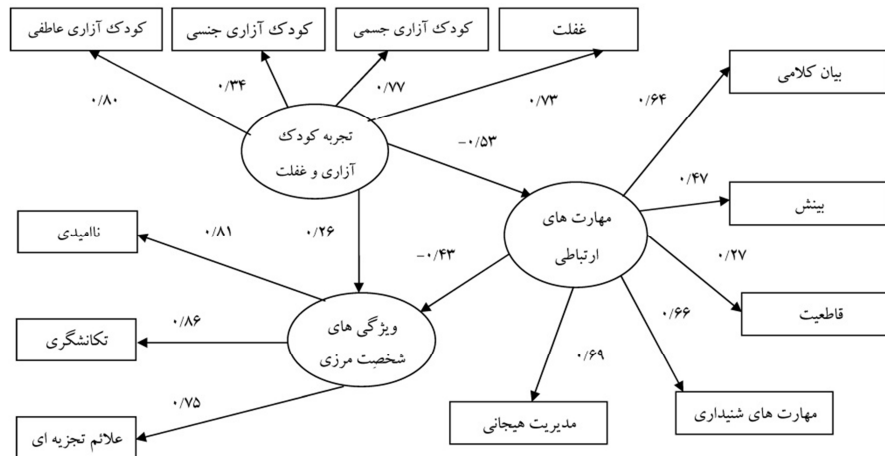 غفلت
کودک آزاری جسمی
کودک آزاری جنسی
کودک آزاری عاطفی
۰/۷۳
۰/۷۷
۰/۳۴
۰/۸۰
تجربه کودک
آزاری و غفلت
بیان کلامی
۰/۶۴
-۰/۵۳
بینش
۰/۴۷
مهارت های
ارتباطی
۰/۲۷
قاطعیت
۰/۶۶
مهارت های شنیداری
۰/۶۹
مدیریت هیجانی
-۰/۴۳
۰/۲۶
ویژگی های
شخصِت مرزی
۰/۸۱
ناامیدی
۰/۸۶
تکانشگری
۰/۷۵
علائم تجزیه ای